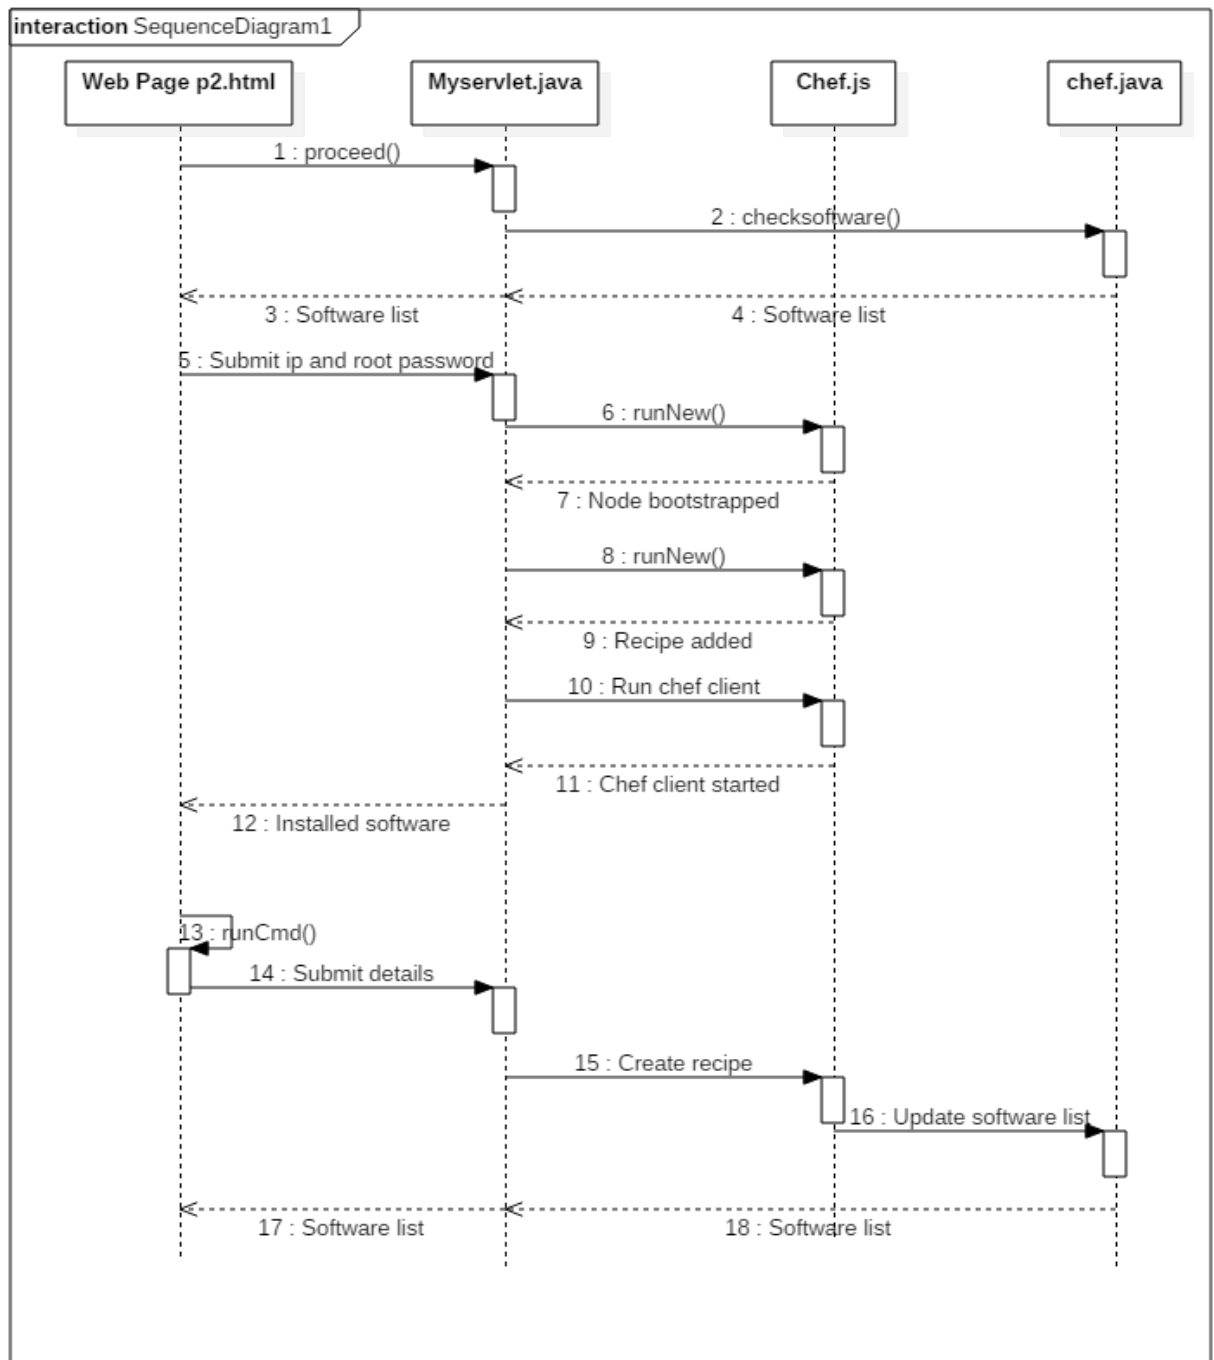 interaction SequenceDiagram1
Web Page p2.html
Myservlet.java
Chef.js
chef.java
1 : proceed()
2 : checksoftware()
3 : Software list
4 : Software list
5 : Submit ip and root password
6 : runNew()
7 : Node bootstrapped
8 : runNew()
9 : Recipe added
10 : Run chef client
11 : Chef client started
12 : Installed software
13 : runCmd()
14 : Submit details
15 : Create recipe
16 : Update software list
17 : Software list
18 : Software list